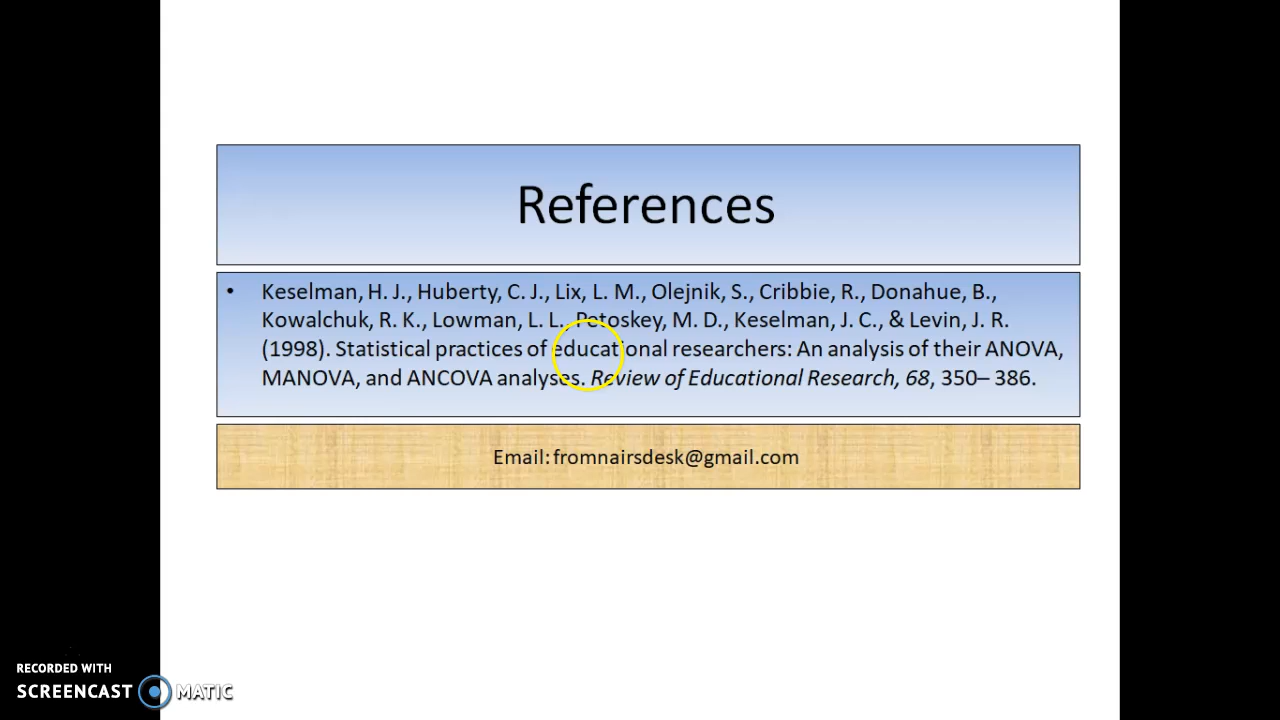 References
• Keselman, H. J., Huberty, C. J., Lix, L. M., Olejnik, S., Cribbie, R., Donahue, B.,
Kowalchuk, R. K., Lowman, L. L., Petoskey, M. D., Keselman, J. C., & Levin, J. R.
(1998). Statistical practices of educational researchers: An analysis of their ANOVA,
MANOVA, and ANCOVA analyses. Review of Educational Research, 68, 350– 386.
Email: fromnairsdesk@gmail.com
RECORDED WITH
SCREENCAST MATIC